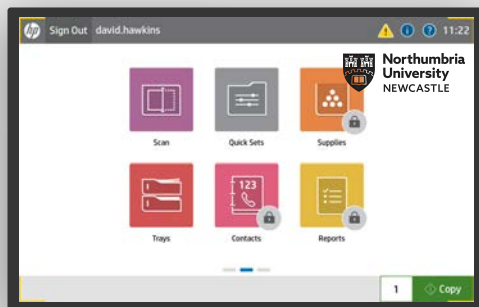 hp Sign Out david.hawkins 11:22
Northumbria
University
NEWCASTLE
Scan Quick Sets Supplies
123
Trays Contacts Reports
1 Copy